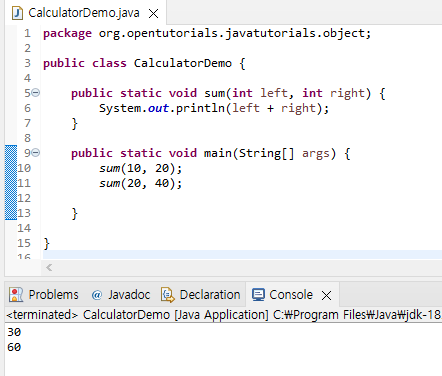 CalculatorDemo.java
1 package org.opentutorials.javatutorials.object;
2
3 public class CalculatorDemo {
4
5 public static void sum(int left, int right) {
6 System.out.println(left + right);
7 }
8
9 public static void main(String[] args) {
10 sum(10, 20);
11 sum(20, 40);
12
13 }
14
15 }
16
Problems @ Javadoc Declaration Console
<terminated> CalculatorDemo [Java Application] C:₩Program Files₩Java₩jdk-18
30
60